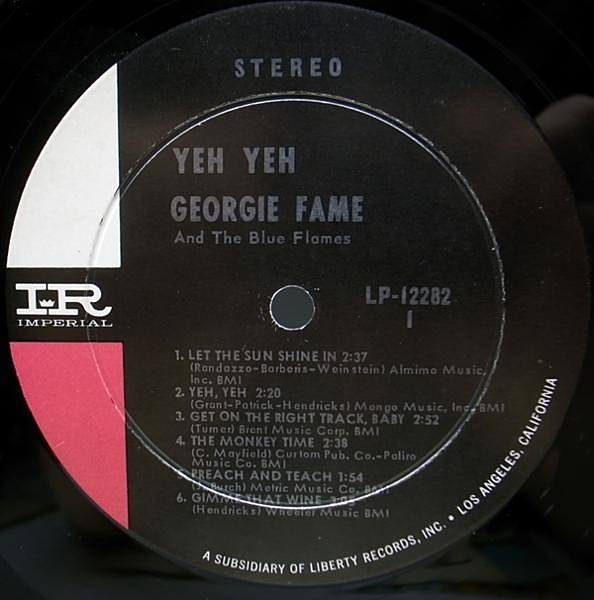 STEREO
YEH YEH
GEORGIE FAME
And The Blue Flames
IR
IMPERIAL
LP-12282
1
1. LET THE SUN SHINE IN 2:37
(Randazzo-Barberis-Weinstein) Almimo Music,
Inc. BMI
2. YEH, YEH 2:20
(Grant-Patrick-Hendricks) Mongo Music, Inc. BMI
3. GET ON THE RIGHT TRACK, BABY 2:52
(Turner) Brent Music Corp. BMI
4. THE MONKEY TIME 2:38
(C. Mayfield) Curtom Pub. Co.-Paliro
Music Co. BMI
5. PREACH AND TEACH 1:54
Burch) Metric Music Co. BMI
6. GIMME THAT WINE
(Hendricks) Wheeler Music BMI
A SUBSIDIARY OF LIBERTY RECORDS, INC. • LOS ANGELES, CALIFORNIA